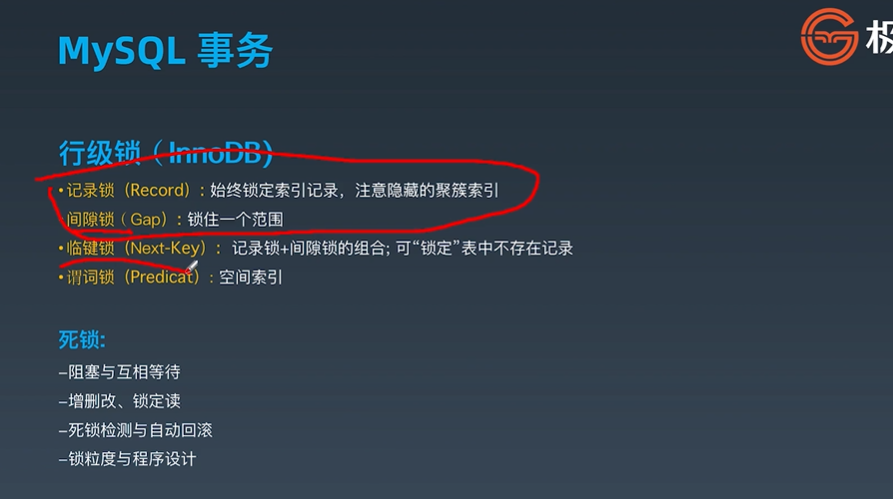 MySQL 事务
极
行级锁（InnoDB）
•记录锁（Record）: 始终锁定索引记录，注意隐藏的聚簇索引
•间隙锁（Gap）: 锁住一个范围
•临键锁（Next-Key）: 记录锁+间隙锁的组合; 可“锁定”表中不存在记录
•谓词锁（Predicat）: 空间索引
死锁:
–阻塞与互相等待
–增删改、锁定读
–死锁检测与自动回滚
–锁粒度与程序设计